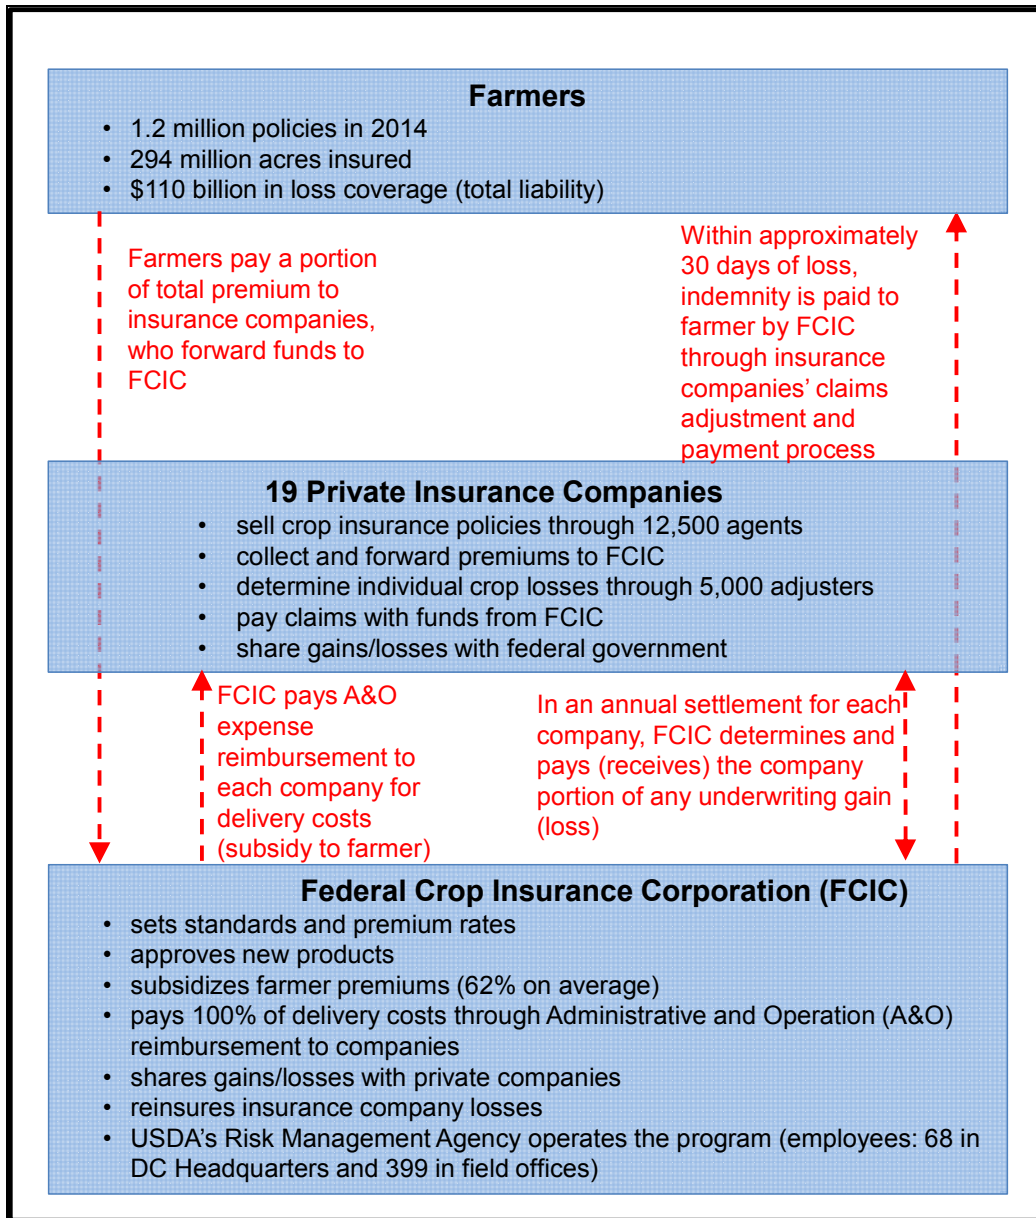 Farmers
• 1.2 million policies in 2014
• 294 million acres insured
• $110 billion in loss coverage (total liability)
Farmers pay a portion
of total premium to
insurance companies,
who forward funds to
FCIC
Within approximately
30 days of loss,
indemnity is paid to
farmer by FCIC
through insurance
companies’ claims
adjustment and
payment process
19 Private Insurance Companies
• sell crop insurance policies through 12,500 agents
• collect and forward premiums to FCIC
• determine individual crop losses through 5,000 adjusters
• pay claims with funds from FCIC
• share gains/losses with federal government
FCIC pays A&O
expense
reimbursement to
each company for
delivery costs
(subsidy to farmer)
In an annual settlement for each
company, FCIC determines and
pays (receives) the company
portion of any underwriting gain
(loss)
Federal Crop Insurance Corporation (FCIC)
• sets standards and premium rates
• approves new products
• subsidizes farmer premiums (62% on average)
• pays 100% of delivery costs through Administrative and Operation (A&O)
reimbursement to companies
• shares gains/losses with private companies
• reinsures insurance company losses
• USDA’s Risk Management Agency operates the program (employees: 68 in
DC Headquarters and 399 in field offices)